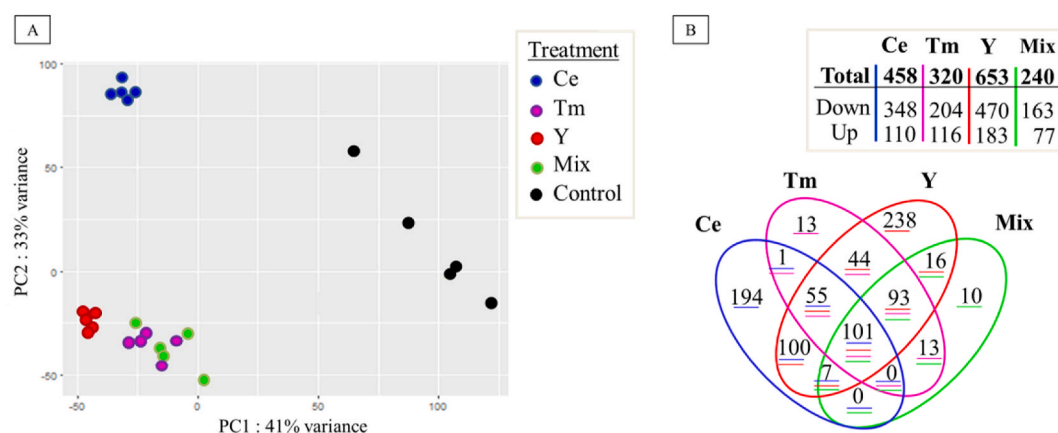 A
Treatment
Ce
Tm
Y
Mix
Control
100
50
0
-50
-50 0 50 100
PC2 : 33% variance
PC1 : 41% variance
B
Ce Tm Y Mix
Total 458 320 653 240
Down 348 204 470 163
Up 110 116 183 77
Tm Y
Ce Mix
13 238
1 44 16
194 55 93 10
101
100 13
7 0
0